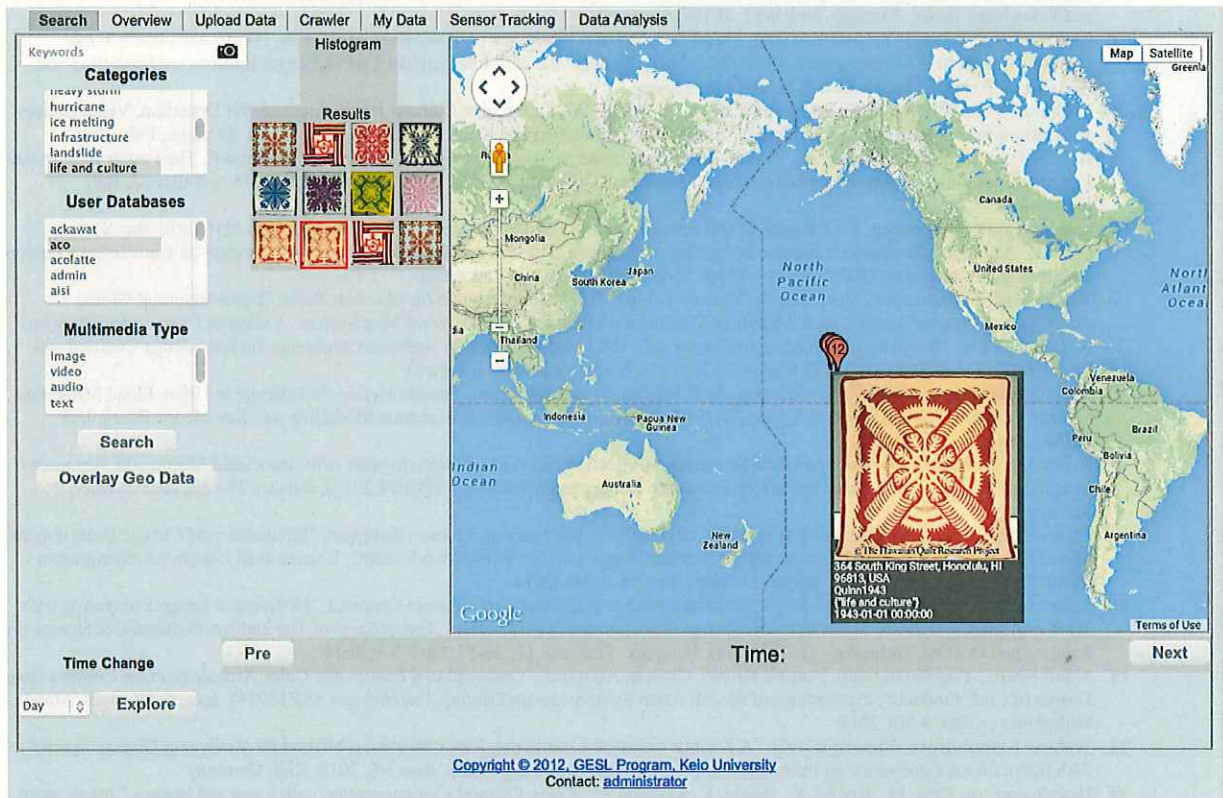 Search
Overview
Upload Data
Crawler
My Data
Sensor Tracking
Data Analysis
Keywords
Categories
heavy storm
hurricane
ice melting
infrastructure
landslide
life and culture
User Databases
ackawat
aco
acofatte
admin
aisi
Multimedia Type
image
video
audio
text
Search
Overlay Geo Data
Histogram
Results
Map
Satellite
Greenla
Canada
Mongolia
China
South Korea
Japan
North
Pacific
Ocean
United States
North
Atlant
Ocea
Mexico
dia
Thailand
12
Venezuela
Colombia
Indonesia
Papua New
Guinea
Peru
Brazil
Bolivia
Indian
Ocean
Australia
Chile
New
Zealand
Argentina
© The Hawaiian Quilt Research Project
364 South King Street, Honolulu, HI
96813, USA
Quinn1943
{"life and culture"}
1943-01-01 00:00:00
Google
Terms of Use
Time Change
Pre
Time:
Next
Day
Explore
Copyright © 2012, GESL Program, Keio University
Contact: administrator